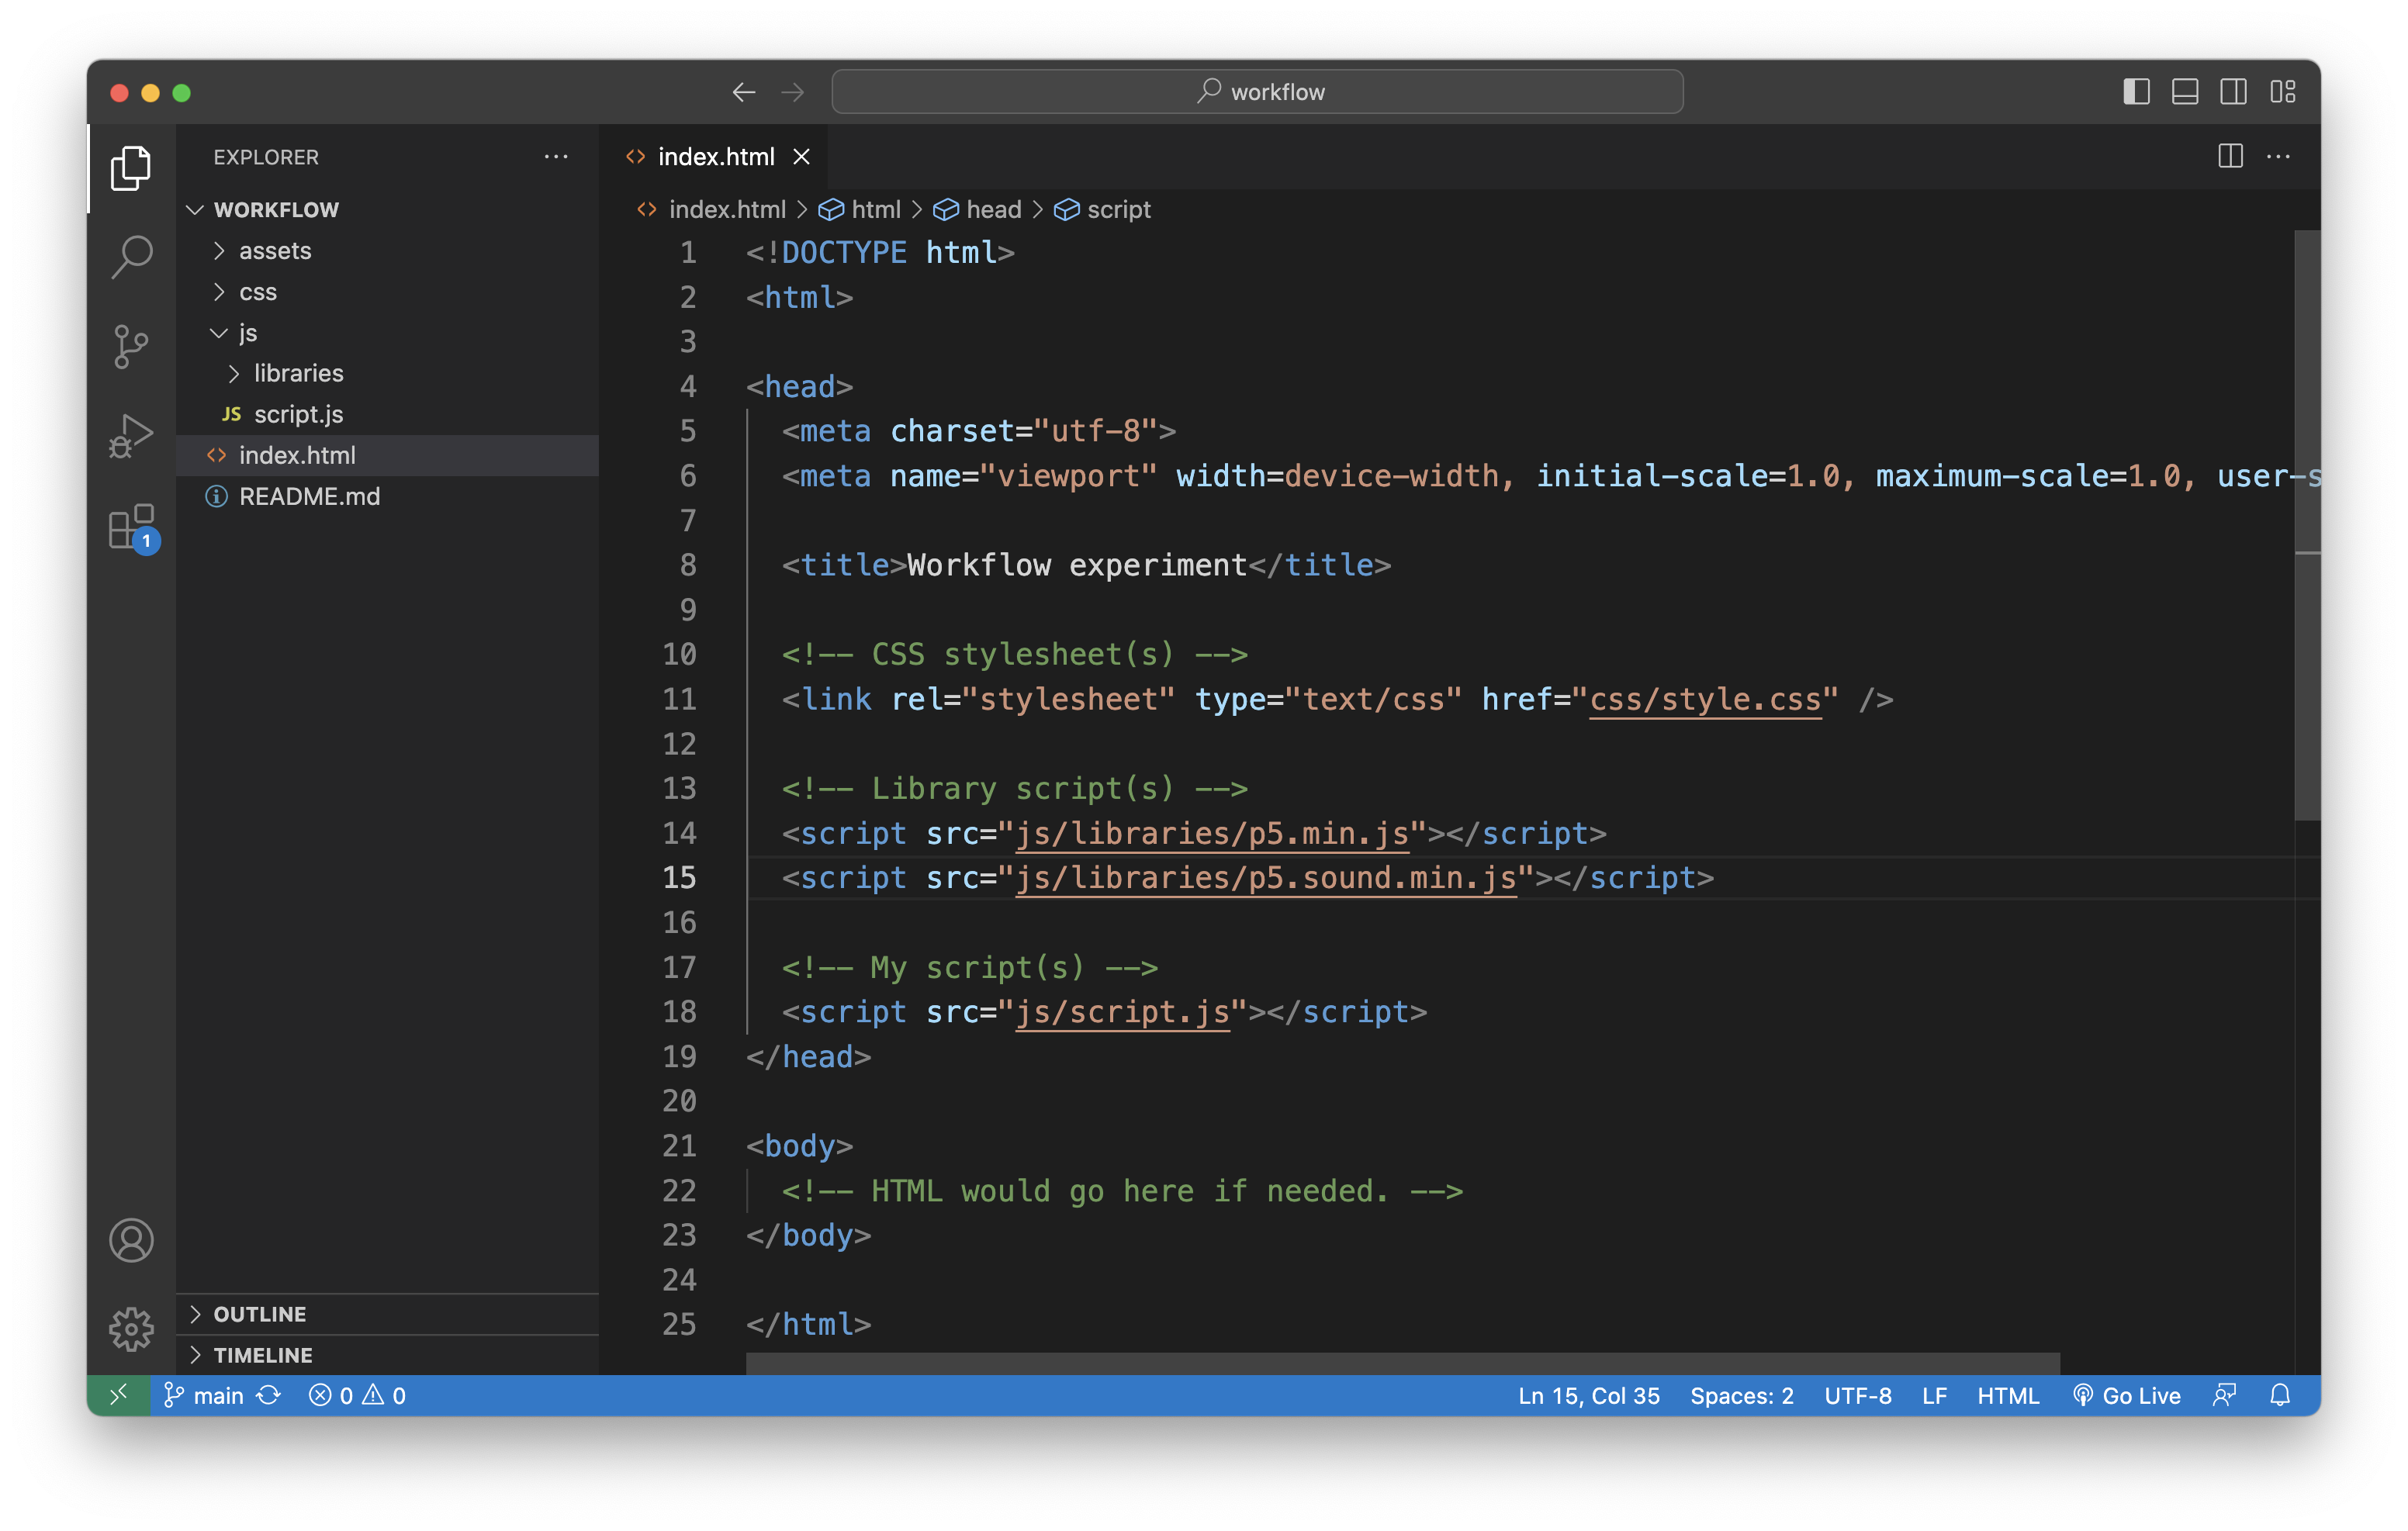 workflow
EXPLORER
WORKFLOW
assets
css
js
libraries
JS script.js
index.html
README.md
1
OUTLINE
TIMELINE
index.html
index.html > html > head > script
1 <!DOCTYPE html>
2 <html>
3
4 <head>
5 <meta charset="utf-8">
6 <meta name="viewport" width=device-width, initial-scale=1.0, maximum-scale=1.0, user-s
7
8 <title>Workflow experiment</title>
9
10 <!-- CSS stylesheet(s) -->
11 <link rel="stylesheet" type="text/css" href="css/style.css" />
12
13 <!-- Library script(s) -->
14 <script src="js/libraries/p5.min.js"></script>
15 <script src="js/libraries/p5.sound.min.js"></script>
16
17 <!-- My script(s) -->
18 <script src="js/script.js"></script>
19 </head>
20
21 <body>
22 <!-- HTML would go here if needed. -->
23 </body>
24
25 </html>
main 0 0 Ln 15, Col 35 Spaces: 2 UTF-8 LF HTML Go Live